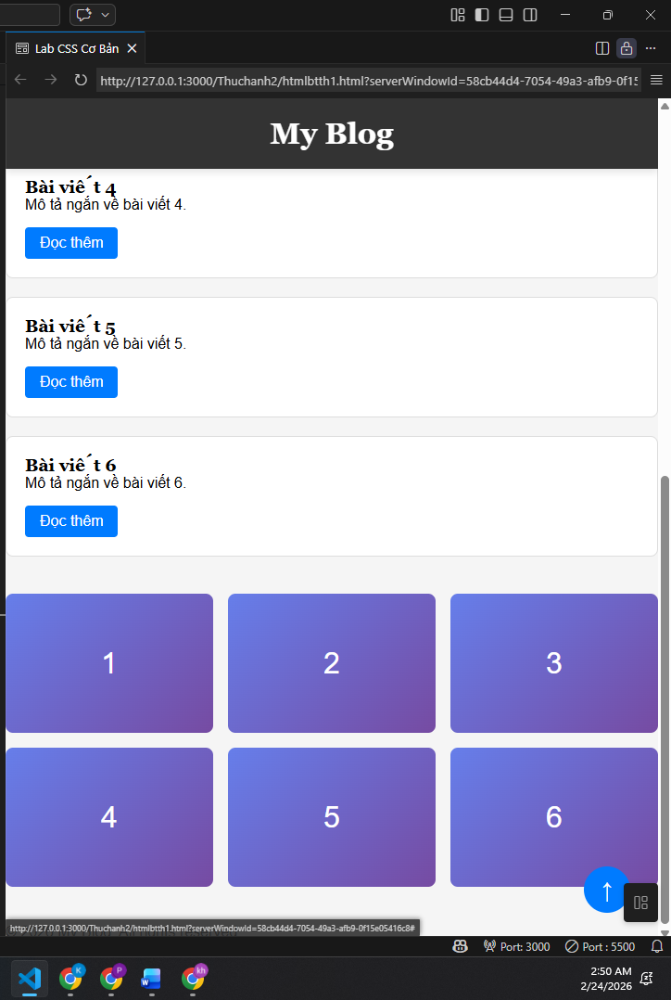 Lab CSS Cơ Bản
http://127.0.0.1:3000/Thuchanh2/htmlbtth1.html?serverWindowId=58cb44d4-7054-49a3-afb9-0f15
My Blog
Bài viết 4
Mô tả ngắn về bài viết 4.
Đọc thêm
Bài viết 5
Mô tả ngắn về bài viết 5.
Đọc thêm
Bài viết 6
Mô tả ngắn về bài viết 6.
Đọc thêm
1 2 3
4 5 6
↑
http://127.0.0.1:3000/Thuchanh2/htmlbtth1.html?serverWindowId=58cb44d4-7054-49a3-afb9-0f15e05416c8#
Port: 3000 Port : 5500
K P W kh
2:50 AM
2/24/2026